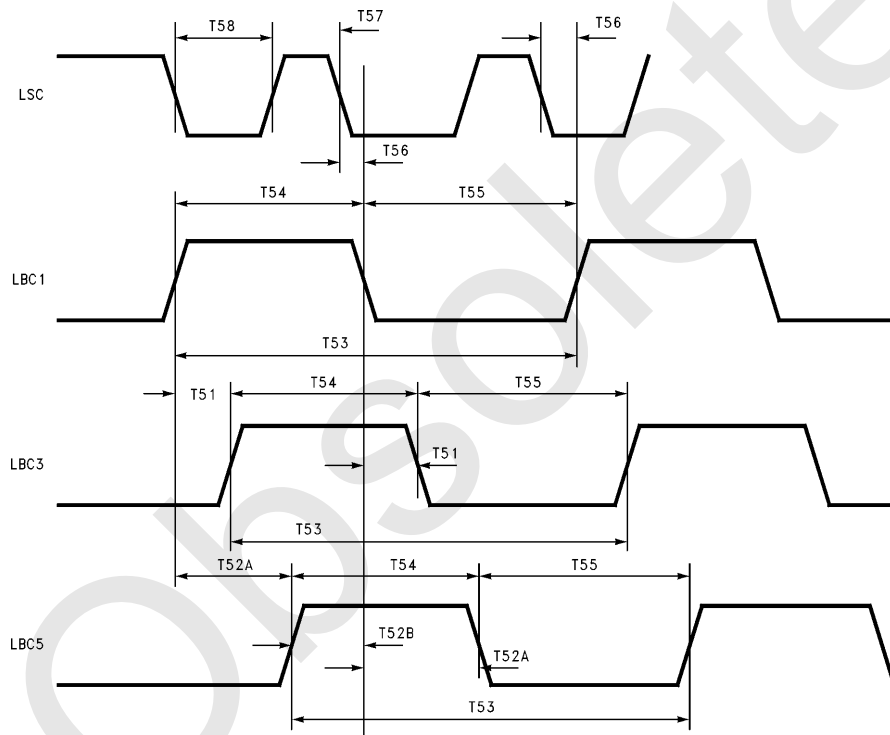 T58
T57
T56
LSC
T56
T54
T55
LBC1
T53
T51
T54
T55
LBC3
T51
T53
T52A
T54
T55
LBC5
T52B
T52A
T53
Obsolete